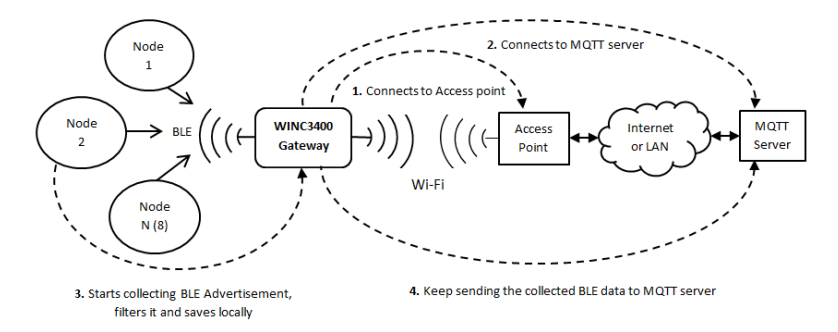 Node
1
2. Connects to MQTT server
1. Connects to Access point
Node
2
BLE
WINC3400
Gateway
Access
Point
Internet
or LAN
MQTT
Server
Wi-Fi
Node
N (8)
3. Starts collecting BLE Advertisement,
filters it and saves locally
4. Keep sending the collected BLE data to MQTT server